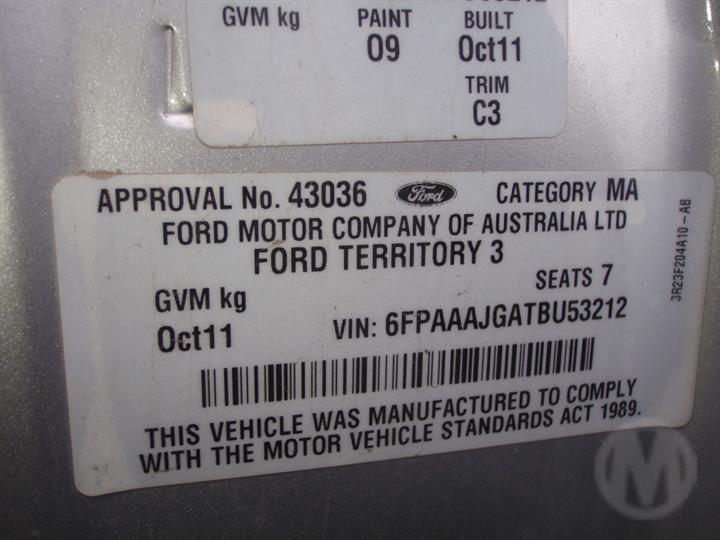 GVM kg PAINT BUILT
09 Oct11
TRIM
C3
APPROVAL No. 43036 Ford CATEGORY MA
FORD MOTOR COMPANY OF AUSTRALIA LTD
FORD TERRITORY 3
GVM kg SEATS 7
Oct11 VIN: 6FPAAAJGATBU53212
THIS VEHICLE WAS MANUFACTURED TO COMPLY
WITH THE MOTOR VEHICLE STANDARDS ACT 1989.
3R23F204A10-AB
M